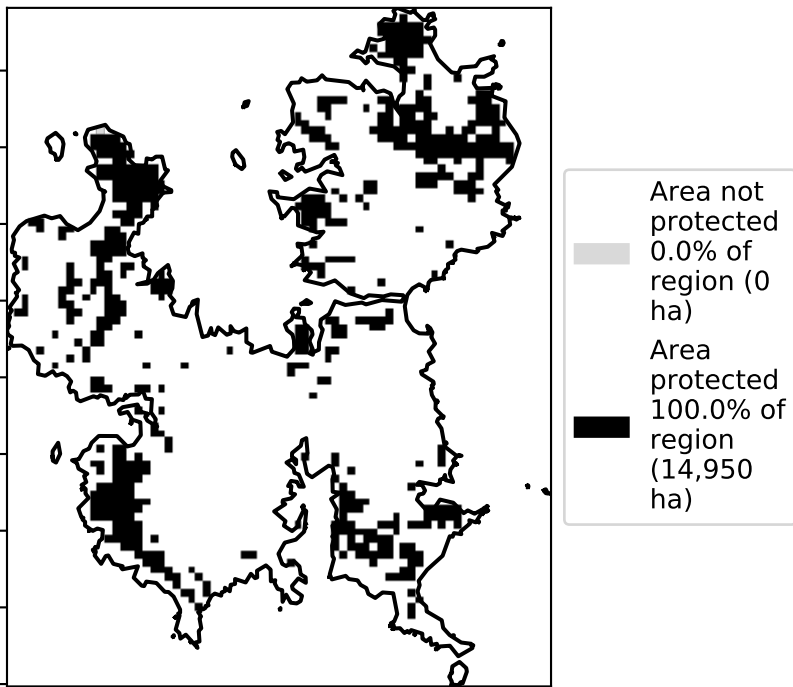 Area not
protected
0.0% of
region (0
ha)
Area
protected
100.0% of
region
(14,950
ha)